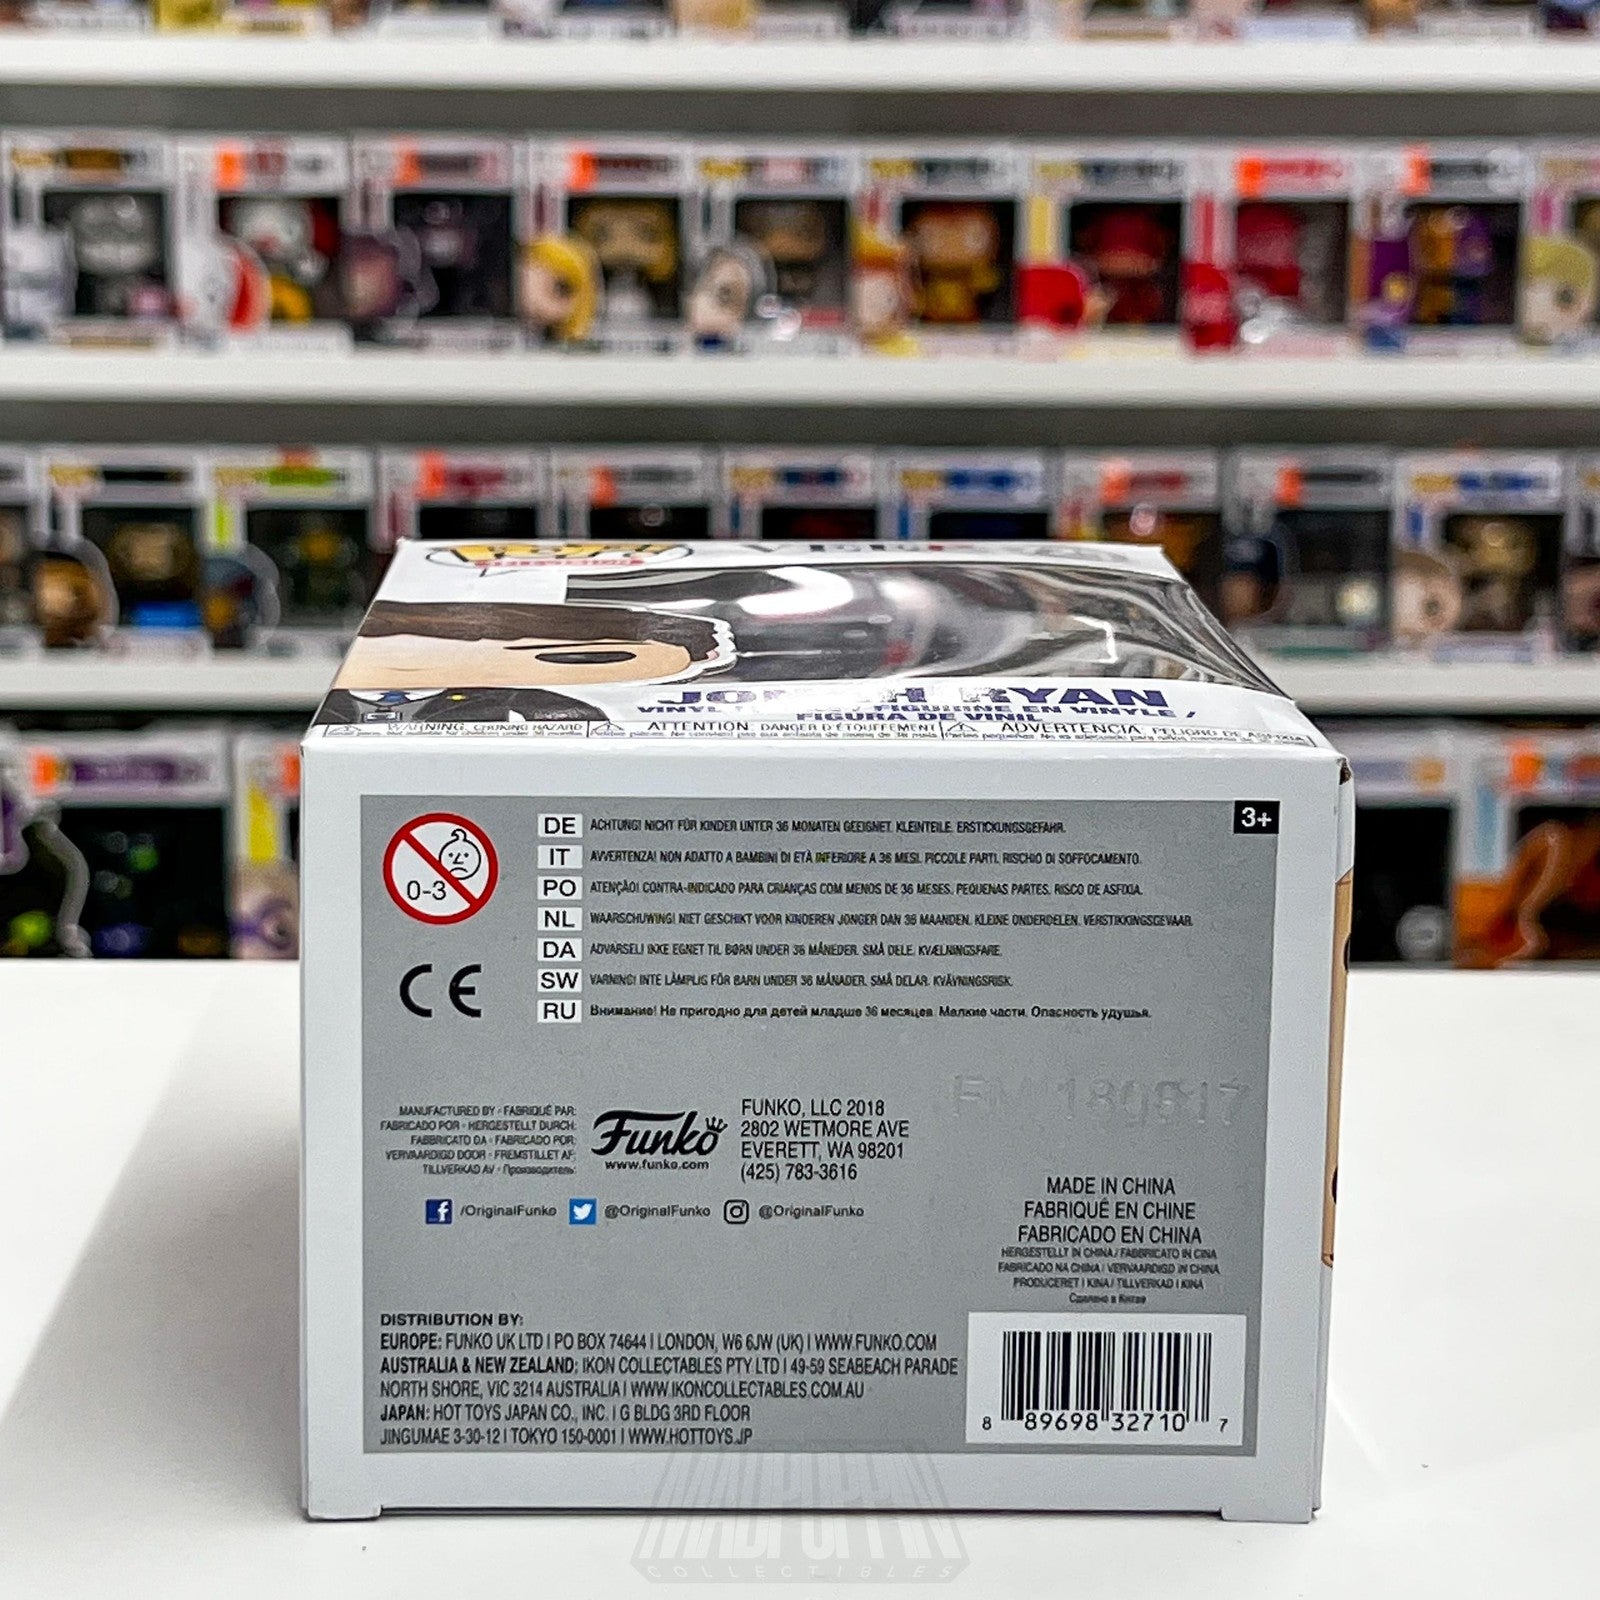 VEEP
JONAH RYAN
VINYL FIGURE / FIGURINE EN VINYLE /
FIGURA DE VINIL
WARNING: CHOKING HAZARD
ATTENTION: DANGER D'ÉTOUFFEMENT
ADVERTENCIA: PELIGRO DE ASFIXIA
3+
0-3
DE ACHTUNG! NICHT FÜR KINDER UNTER 36 MONATEN GEEIGNET. KLEINTEILE. ERSTICKUNGSGEFAHR.
IT AVVERTENZA! NON ADATTO A BAMBINI DI ETÀ INFERIORE A 36 MESI. PICCOLE PARTI. RISCHIO DI SOFFOCAMENTO.
PO ATENÇÃO! CONTRA-INDICADO PARA CRIANÇAS COM MENOS DE 36 MESES. PEQUENAS PARTES. RISCO DE ASFIXIA.
NL WAARSCHUWING! NIET GESCHIKT VOOR KINDEREN JONGER DAN 36 MAANDEN. KLEINE ONDERDELEN. VERSTIKKINGSGEVAAR.
DA ADVARSEL! IKKE EGNET TIL BØRN UNDER 36 MÅNEDER. SMÅ DELE. KVÆLNINGSFARE.
SW VARNING! INTE LÄMPLIG FÖR BARN UNDER 36 MÅNADER. SMÅ DELAR. KVÄVNINGSRISK.
RU Внимание! Не пригодно для детей младше 36 месяцев. Мелкие части. Опасность удушья.
CE
MANUFACTURED BY · FABRIQUÉ PAR:
FABRICADO POR · HERGESTELLT DURCH:
FABBRICATO DA · FABRICADO POR:
VERVAARDIGD DOOR · FREMSTILLET AF:
TILLVERKAD AV · Производитель:
Funko
www.funko.com
FUNKO, LLC 2018
2802 WETMORE AVE
EVERETT, WA 98201
(425) 783-3616
/OriginalFunko @OriginalFunko @OriginalFunko
MADE IN CHINA
FABRIQUÉ EN CHINE
FABRICADO EN CHINA
HERGESTELLT IN CHINA / FABBRICATO IN CINA
FABRICADO NA CHINA / VERVAARDIGD IN CHINA
PRODUCERET I KINA / TILLVERKAD I KINA
Сделано в Китае
DISTRIBUTION BY:
EUROPE: FUNKO UK LTD | PO BOX 74644 | LONDON, W6 6JW (UK) | WWW.FUNKO.COM
AUSTRALIA & NEW ZEALAND: IKON COLLECTABLES PTY LTD | 49-59 SEABEACH PARADE
NORTH SHORE, VIC 3214 AUSTRALIA | WWW.IKONCOLLECTABLES.COM.AU
JAPAN: HOT TOYS JAPAN CO., INC. | G BLDG 3RD FLOOR
JINGUMAE 3-30-12 | TOKYO 150-0001 | WWW.HOTTOYS.JP
8 89698 32710 7
MADPOPPIN
COLLECTIBLES